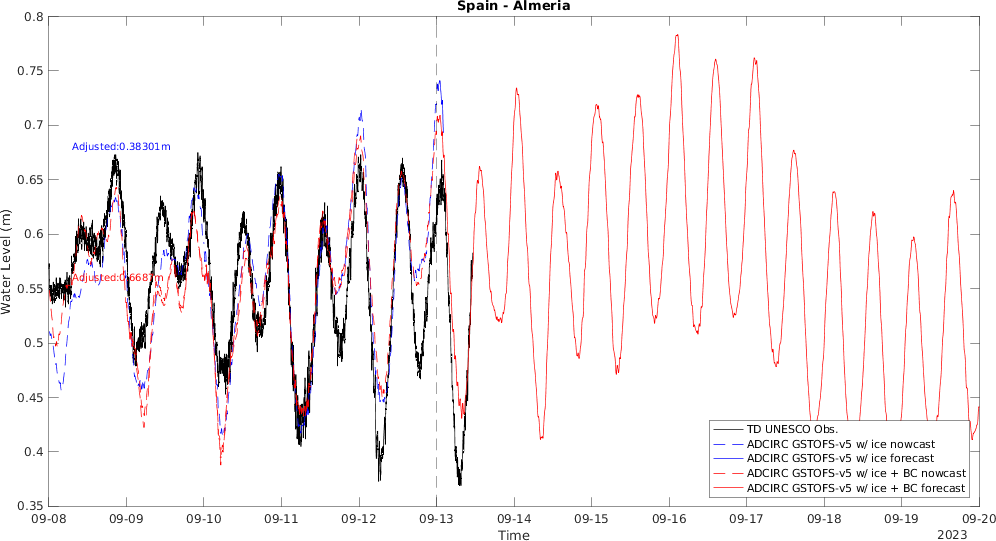 Spain - Almeria
0.8
0.75
0.7
0.65
0.6
0.55
0.5
0.45
0.4
0.35
Water Level (m)
Adjusted:0.38301m
TD UNESCO Obs.
ADCIRC GSTOFS-v5 w/ ice nowcast
ADCIRC GSTOFS-v5 w/ ice forecast
ADCIRC GSTOFS-v5 w/ ice + BC nowcast
ADCIRC GSTOFS-v5 w/ ice + BC forecast
09-08 09-09 09-10 09-11 09-12 09-13 09-14 09-15 09-16 09-17 09-18 09-19 09-20
Time
2023